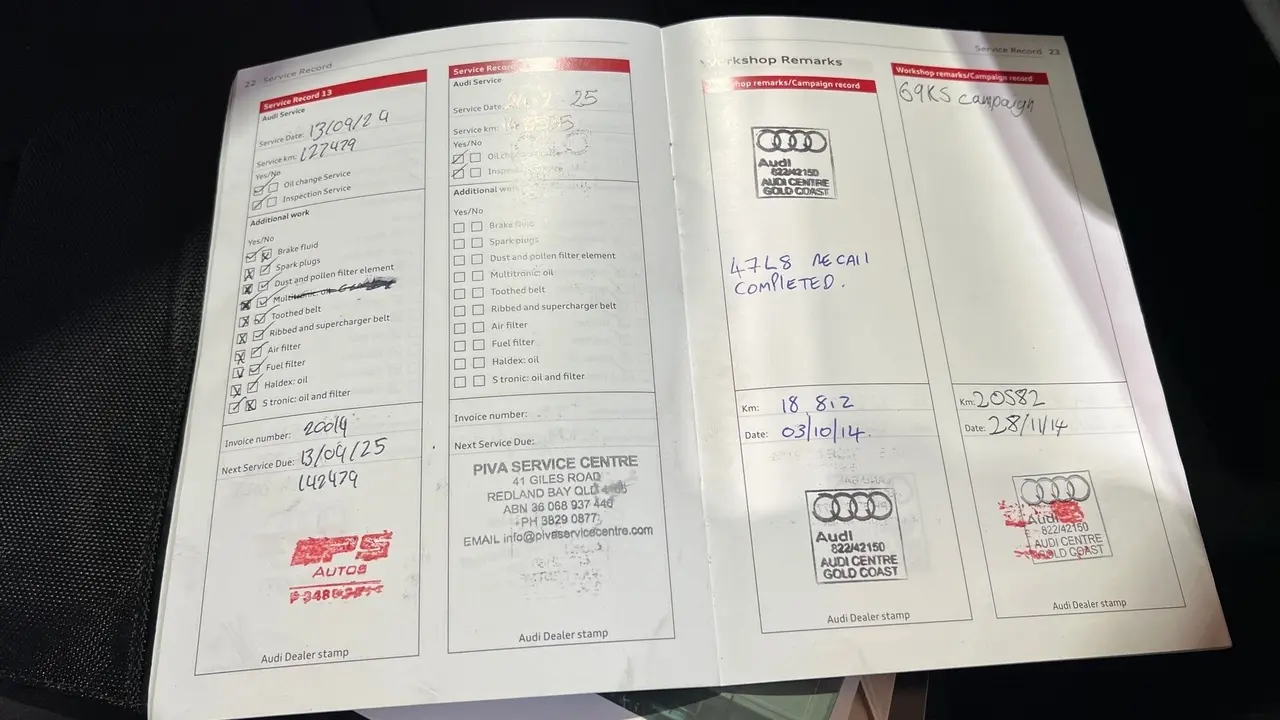 22 Service Record
Service Record 13
Audi Service
Service Date: 13/09/24
Service km: 127479
Yes/No
Oil change Service
Inspection Service
Additional work
Yes/No
Brake fluid
Spark plugs
Dust and pollen filter element
Toothed belt
Ribbed and supercharger belt
Air filter
Fuel filter
Haldex: oil
S tronic: oil and filter
Invoice number: 20014
Next Service Due: 13/09/25
142479
AUTOS
Audi Dealer stamp
Service Record
Audi Service
Service Date: 25
Service km:
Yes/No
Oil change
Additional
Yes/No
Brake fluid
Spark plugs
Dust and pollen filter element
Multitronic: oil
Toothed belt
Ribbed and supercharger belt
Air filter
Fuel filter
Haldex: oil
S tronic: oil and filter
Invoice number:
Next Service Due:
PIVA SERVICE CENTRE
41 GILES ROAD
REDLAND BAY QLD
ABN 36 068 937 446
PH 3829 0877
EMAIL info@pivaservicecentre.com
Audi Dealer stamp
Workshop Remarks
Workshop remarks/Campaign record
Audi
822/42150
AUDI CENTRE
GOLD COAST
47L8 RECALL
COMPLETED.
Km: 18 812
Date: 03/10/14.
Audi
822/42150
AUDI CENTRE
GOLD COAST
Audi Dealer stamp
Service Record 23
Workshop remarks/Campaign record
69KS campaign
Km: 20582
Date: 28/11/14
Audi
822/42150
AUDI CENTRE
GOLD COAST
Audi Dealer stamp